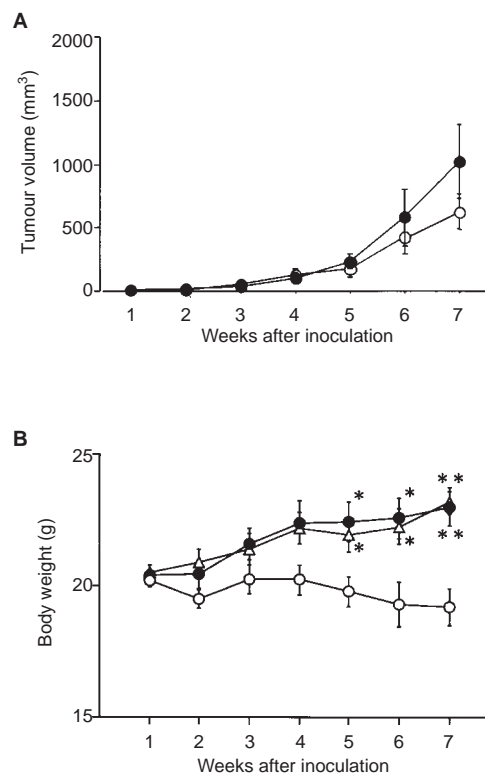 A
2000
1500
1000
500
0
Tumour volume (mm³)
1 2 3 4 5 6 7
Weeks after inoculation
B
25
20
15
Body weight (g)
* * **
* * **
1 2 3 4 5 6 7
Weeks after inoculation